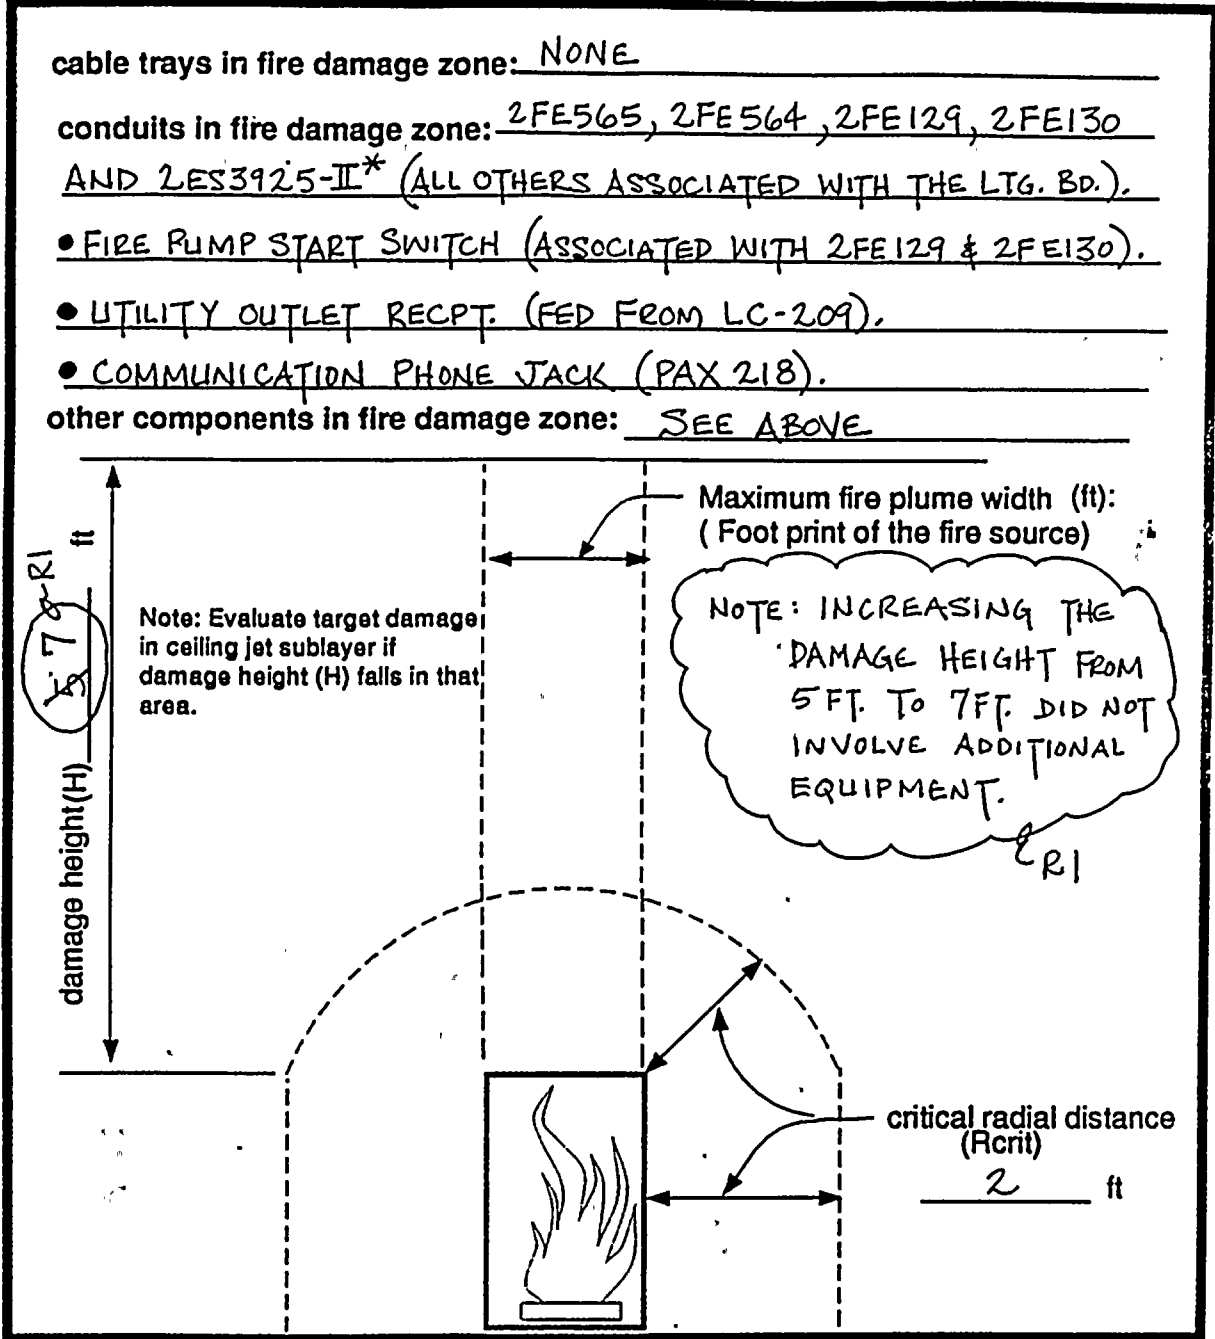 cable trays in fire damage zone: NONE
conduits in fire damage zone: 2FE565, 2FE564, 2FE129, 2FE130
AND 2ES3925-II* (ALL OTHERS ASSOCIATED WITH THE LTG. BD.).
• FIRE PUMP START SWITCH (ASSOCIATED WITH 2FE129 & 2FE130).
• UTILITY OUTLET RECPT. (FED FROM LC-209).
• COMMUNICATION PHONE JACK (PAX 218).
other components in fire damage zone: SEE ABOVE
Maximum fire plume width (ft):
( Foot print of the fire source)
damage height(H) 5 7 ft
R1
Note: Evaluate target damage
in ceiling jet sublayer if
damage height (H) falls in that
area.
NOTE: INCREASING THE
DAMAGE HEIGHT FROM
5 FT. TO 7 FT. DID NOT
INVOLVE ADDITIONAL
EQUIPMENT.
R1
critical radial distance
(Rcrit)
2 ft